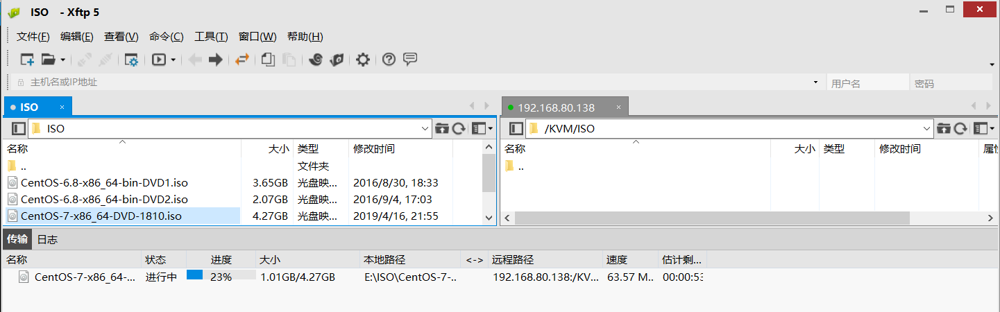 ISO - Xftp 5
文件(F) 编辑(E) 查看(V) 命令(C) 工具(T) 窗口(W) 帮助(H)
主机名或IP地址 用户名 密码
ISO × 192.168.80.138 ×
ISO /KVM/ISO
名称 大小 类型 修改时间 名称 大小 类型 修改时间 属性
.. 文件夹 ..
CentOS-6.8-x86_64-bin-DVD1.iso 3.65GB 光盘映... 2016/8/30, 18:33
CentOS-6.8-x86_64-bin-DVD2.iso 2.07GB 光盘映... 2016/9/4, 17:03
CentOS-7-x86_64-DVD-1810.iso 4.27GB 光盘映... 2019/4/16, 21:55
传输 日志
名称 状态 进度 大小 本地路径 <-> 远程路径 速度 估计剩...
CentOS-7-x86_64-... 进行中 23% 1.01GB/4.27GB E:\ISO\CentOS-7-.. 192.168.80.138:/KV... 63.57 M.. 00:00:53